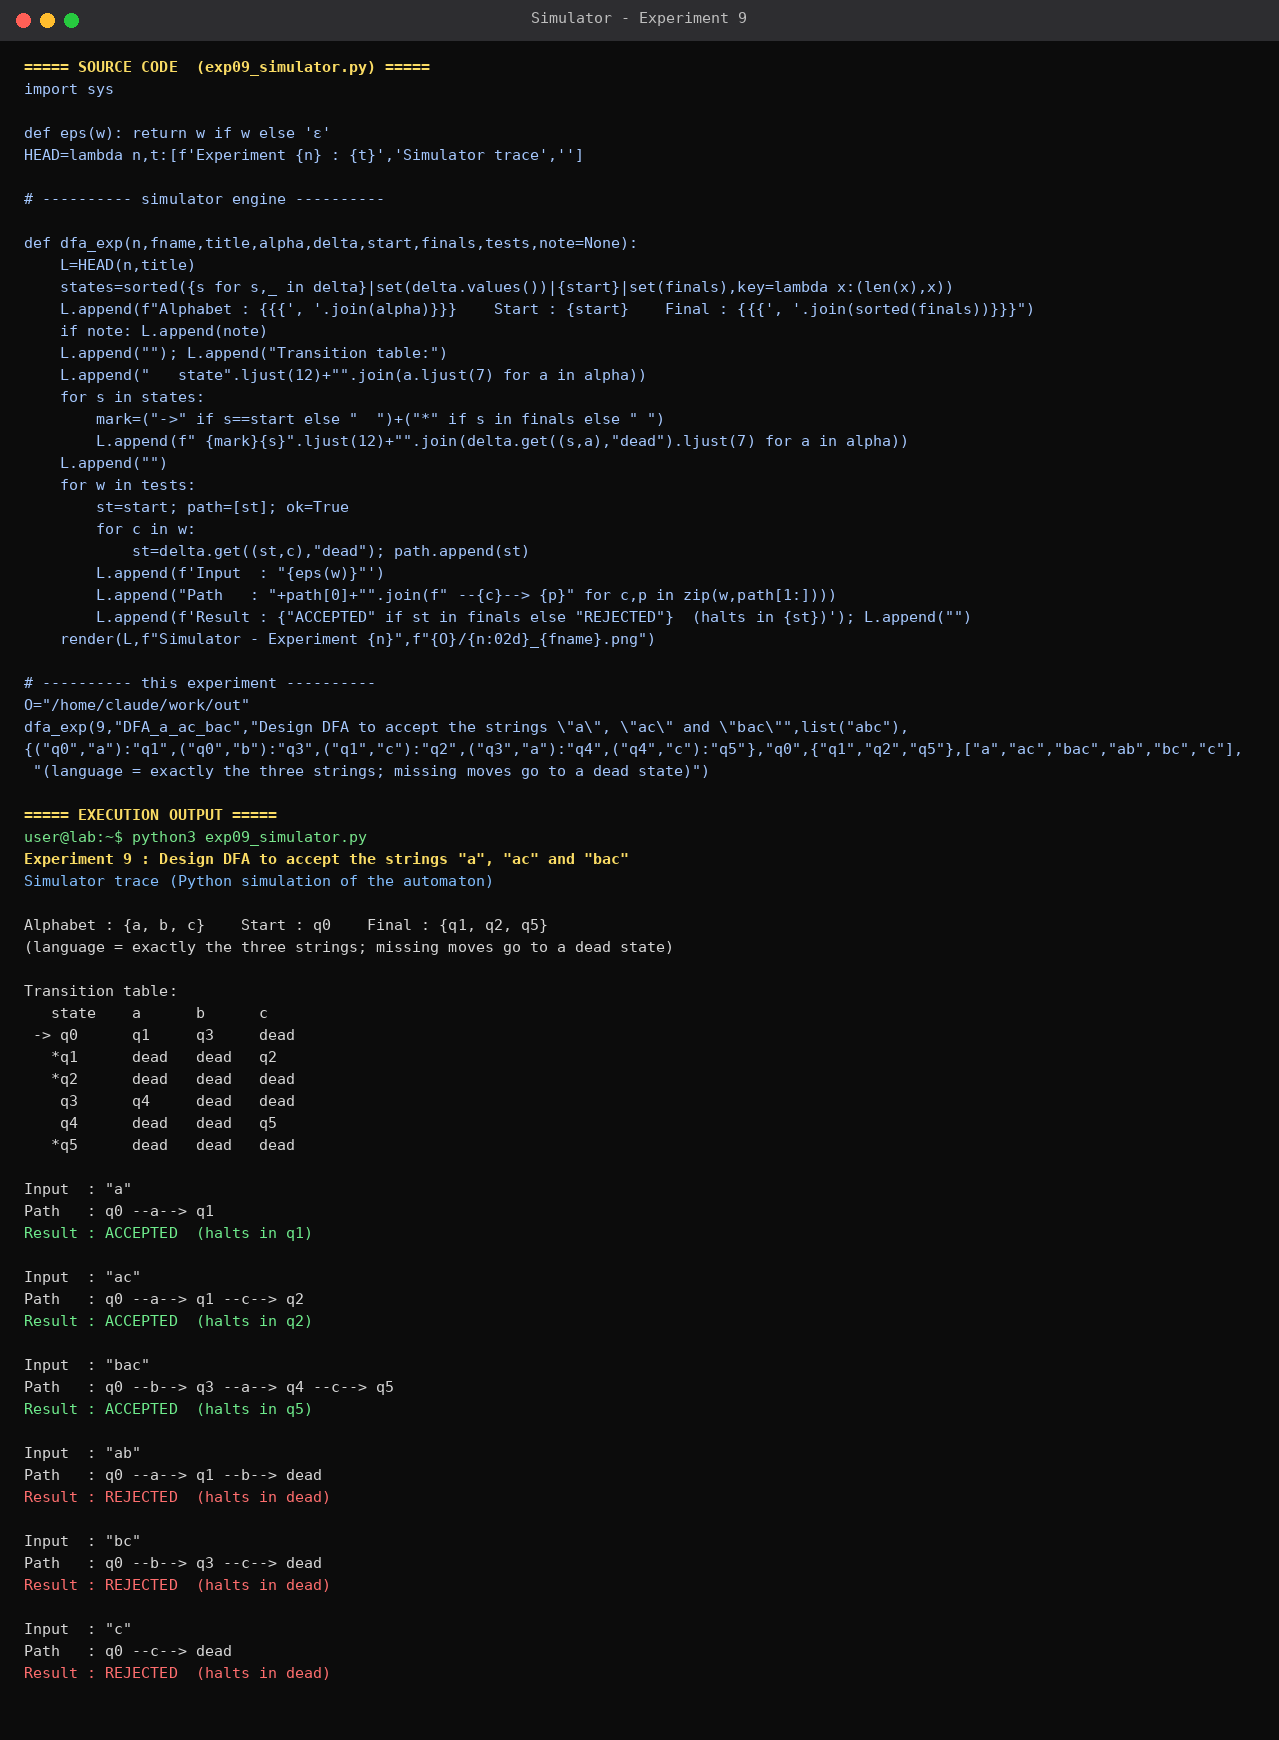 Simulator - Experiment 9
===== SOURCE CODE  (exp09_simulator.py) =====
import sys

def eps(w): return w if w else 'ε'
HEAD=lambda n,t:[f'Experiment {n} : {t}','Simulator trace','']

# ---------- simulator engine ----------

def dfa_exp(n,fname,title,alpha,delta,start,finals,tests,note=None):
    L=HEAD(n,title)
    states=sorted({s for s,_ in delta}|set(delta.values())|{start}|set(finals),key=lambda x:(len(x),x))
    L.append(f"Alphabet : {{{', '.join(alpha)}}}    Start : {start}    Final : {{{', '.join(sorted(finals))}}}")
    if note: L.append(note)
    L.append(""); L.append("Transition table:")
    L.append("   state".ljust(12)+"".join(a.ljust(7) for a in alpha))
    for s in states:
        mark=("->" if s==start else "  ")+("*" if s in finals else " ")
        L.append(f" {mark}{s}".ljust(12)+"".join(delta.get((s,a),"dead").ljust(7) for a in alpha))
    L.append("")
    for w in tests:
        st=start; path=[st]; ok=True
        for c in w:
            st=delta.get((st,c),"dead"); path.append(st)
        L.append(f'Input  : "{eps(w)}"')
        L.append("Path   : "+path[0]+"".join(f" --{c}--> {p}" for c,p in zip(w,path[1:])))
        L.append(f'Result : {"ACCEPTED" if st in finals else "REJECTED"}  (halts in {st})'); L.append("")
    render(L,f"Simulator - Experiment {n}",f"{O}/{n:02d}_{fname}.png")

# ---------- this experiment ----------
O="/home/claude/work/out"
dfa_exp(9,"DFA_a_ac_bac","Design DFA to accept the strings \"a\", \"ac\" and \"bac\"",list("abc"),
{("q0","a"):"q1",("q0","b"):"q3",("q1","c"):"q2",("q3","a"):"q4",("q4","c"):"q5"},"q0",{"q1","q2","q5"},["a","ac","bac","ab","bc","c"],
 "(language = exactly the three strings; missing moves go to a dead state)")

===== EXECUTION OUTPUT =====
user@lab:~$ python3 exp09_simulator.py
Experiment 9 : Design DFA to accept the strings "a", "ac" and "bac"
Simulator trace (Python simulation of the automaton)

Alphabet : {a, b, c}    Start : q0    Final : {q1, q2, q5}
(language = exactly the three strings; missing moves go to a dead state)

Transition table:
   state    a      b      c
 -> q0      q1     q3     dead
   *q1      dead   dead   q2
   *q2      dead   dead   dead
    q3      q4     dead   dead
    q4      dead   dead   q5
   *q5      dead   dead   dead

Input  : "a"
Path   : q0 --a--> q1
Result : ACCEPTED  (halts in q1)

Input  : "ac"
Path   : q0 --a--> q1 --c--> q2
Result : ACCEPTED  (halts in q2)

Input  : "bac"
Path   : q0 --b--> q3 --a--> q4 --c--> q5
Result : ACCEPTED  (halts in q5)

Input  : "ab"
Path   : q0 --a--> q1 --b--> dead
Result : REJECTED  (halts in dead)

Input  : "bc"
Path   : q0 --b--> q3 --c--> dead
Result : REJECTED  (halts in dead)

Input  : "c"
Path   : q0 --c--> dead
Result : REJECTED  (halts in dead)